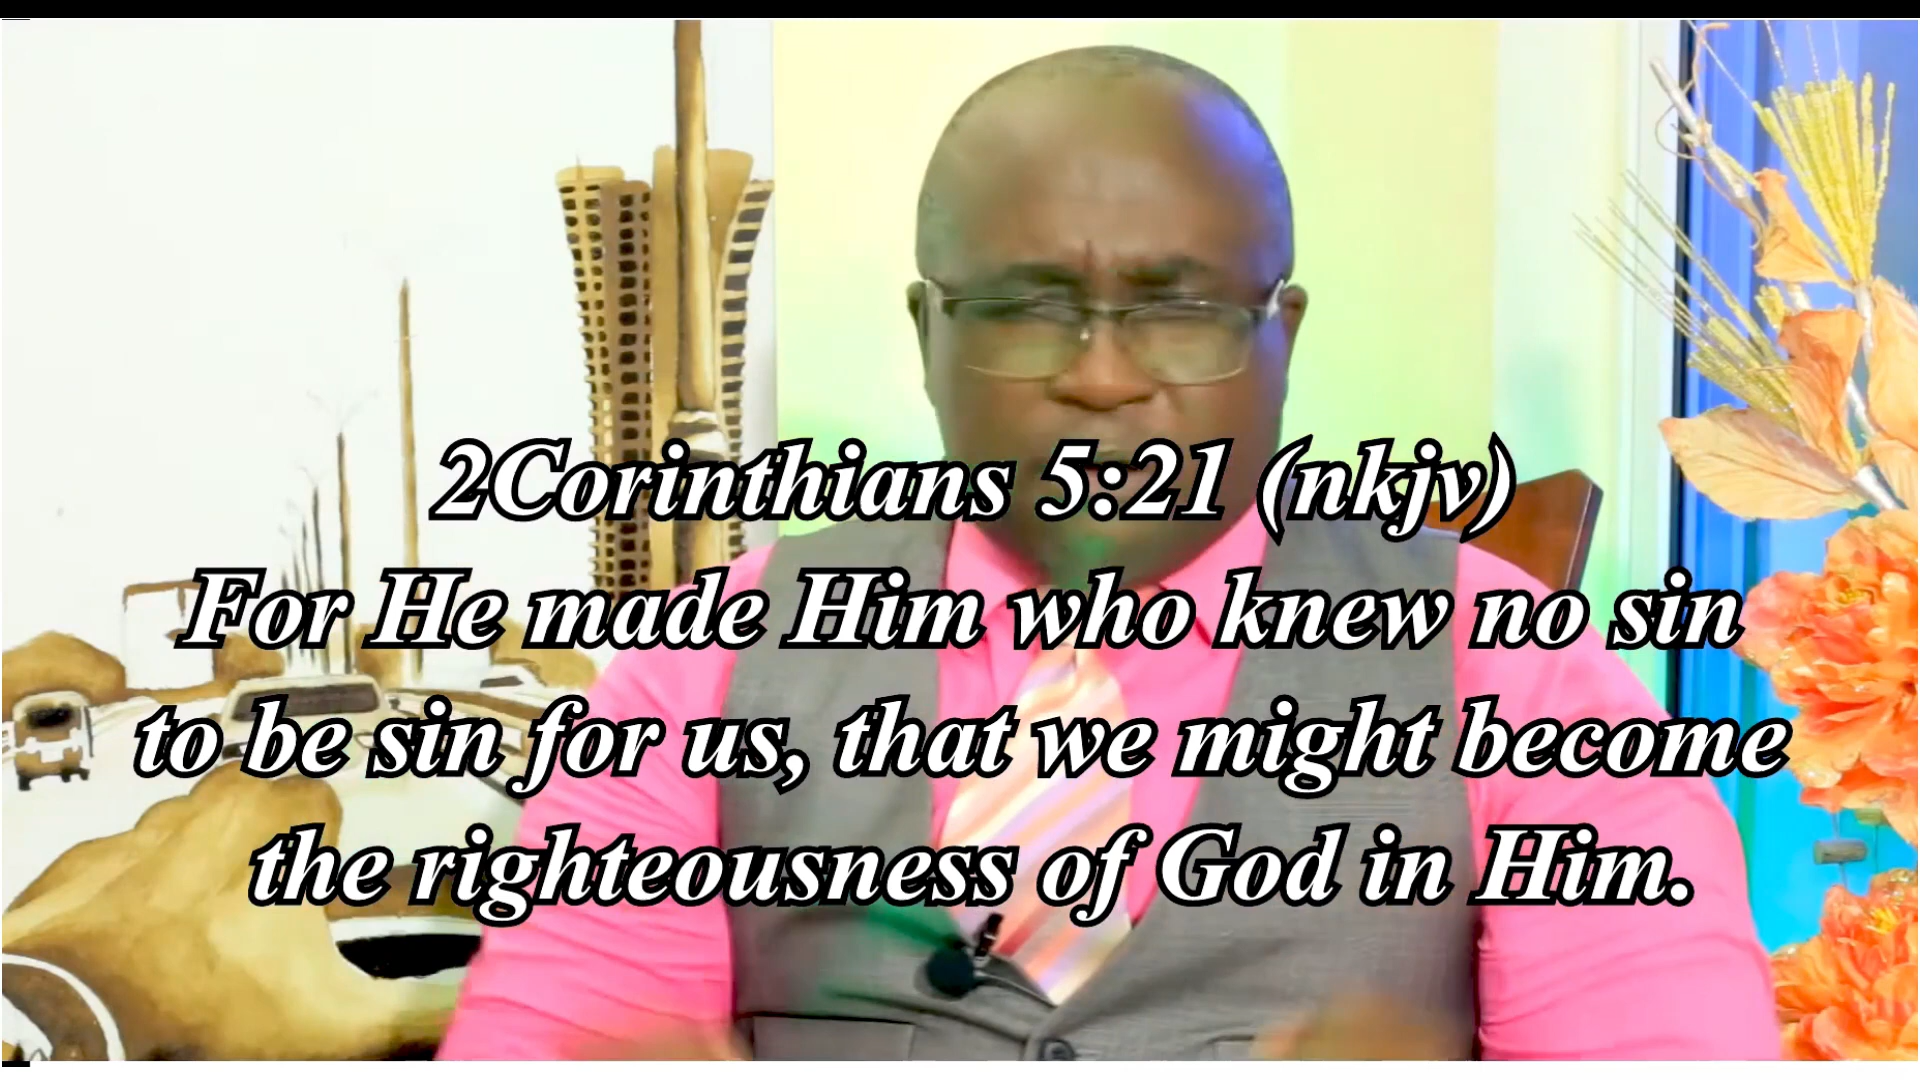 2Corinthians 5:21 (nkjv)
For He made Him who knew no sin
to be sin for us, that we might become
the righteousness of God in Him.